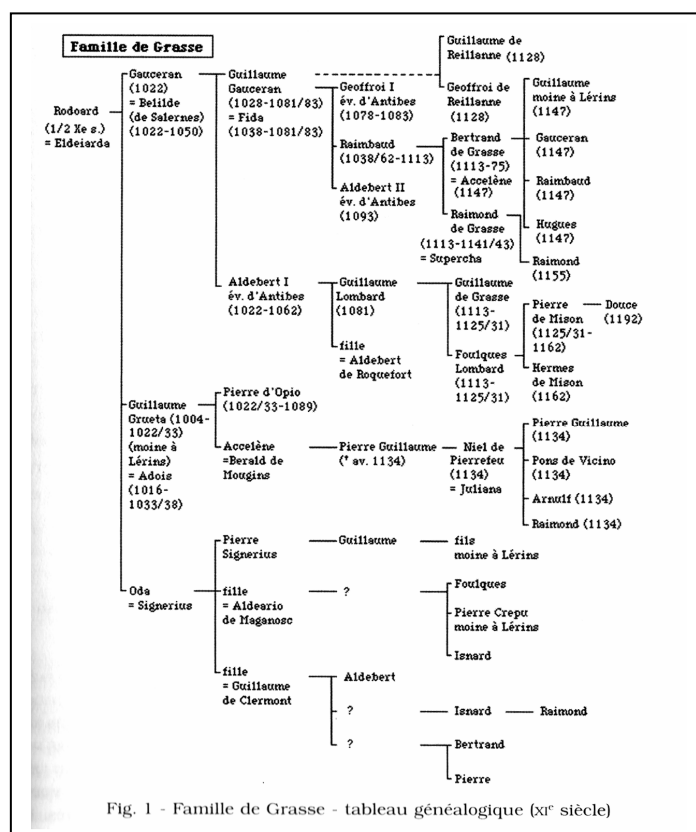 Famille de Grasse
Rodoard
(1/2 Xe s.)
= Eldeiarda
Gauceran
(1022)
= Belilde
(de Salernes)
(1022-1050)
Guillaume
Gauceran
(1028-1081/83)
= Fida
(1038-1081/83)
Guillaume de
Reillanne (1128)
Geoffroi I
év. d'Antibes
(1078-1083)
Geoffroi de
Reillanne
(1128)
Raimbaud
(1038/62-1113)
Aldebert II
év. d'Antibes
(1093)
Bertrand
de Grasse
(1113-75)
= Accelène
(1147)
Raimond
de Grasse
(1113-1141/43)
= Supercha
Guillaume
moine à Lérins
(1147)
Gauceran
(1147)
Raimbaud
(1147)
Hugues
(1147)
Raimond
(1155)
Aldebert I
év. d'Antibes
(1022-1062)
Guillaume
Lombard
(1081)
fille
= Aldebert
de Roquefort
Guillaume
de Grasse
(1113-
1125/31)
Foulques
Lombard
(1113-
1125/31)
Pierre
de Mison
(1125/31-
1162)
Douce
(1192)
Hermes
de Mison
(1162)
Guillaume
Grueta (1004-
1022/33)
(moine à
Lérins)
= Adois
(1016-
1033/38)
Pierre d'Opio
(1022/33-1089)
Accelène
=Berald de
Mougins
Pierre Guillaume
(† av. 1134)
Niel de
Pierrefeu
(1134)
= Juliana
Pierre Guillaume
(1134)
Pons de Vicino
(1134)
Arnulf (1134)
Raimond (1134)
Oda
= Signerius
Pierre
Signerius
Guillaume
fils
moine à Lérins
fille
= Aldeario
de Maganosc
?
Foulques
Pierre Crepu
moine à Lérins
Isnard
fille
= Guillaume
de Clermont
Aldebert
?
Isnard
Raimond
?
Bertrand
Pierre
Fig. 1 - Famille de Grasse - tableau généalogique (XIe siècle)